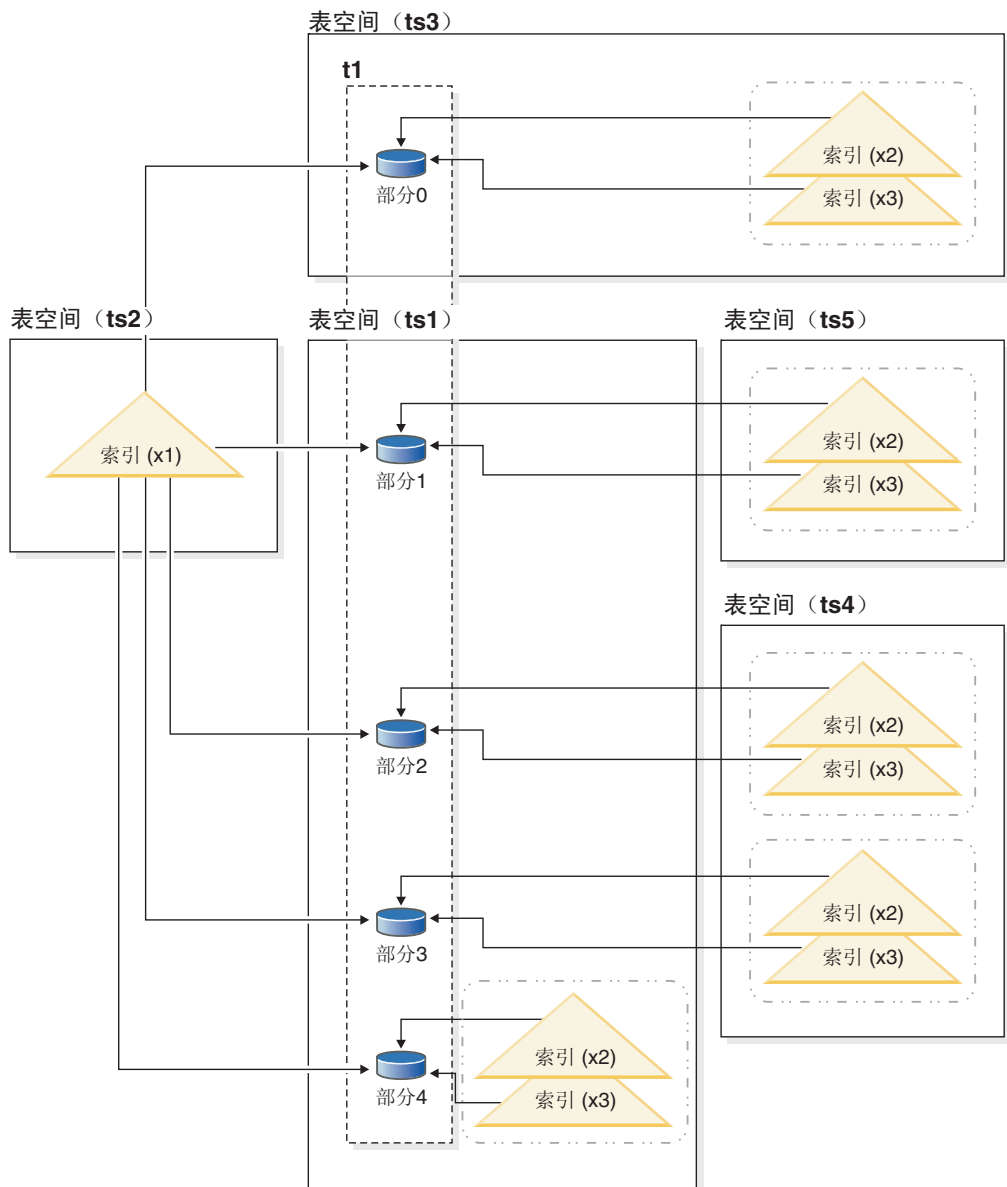 表空间（ts3）
t1
部分0
索引 (x2)
索引 (x3)
表空间（ts2）
索引 (x1)
表空间（ts1）
部分1
表空间（ts5）
索引 (x2)
索引 (x3)
部分2
表空间（ts4）
索引 (x2)
索引 (x3)
部分3
索引 (x2)
索引 (x3)
部分4
索引 (x2)
索引 (x3)